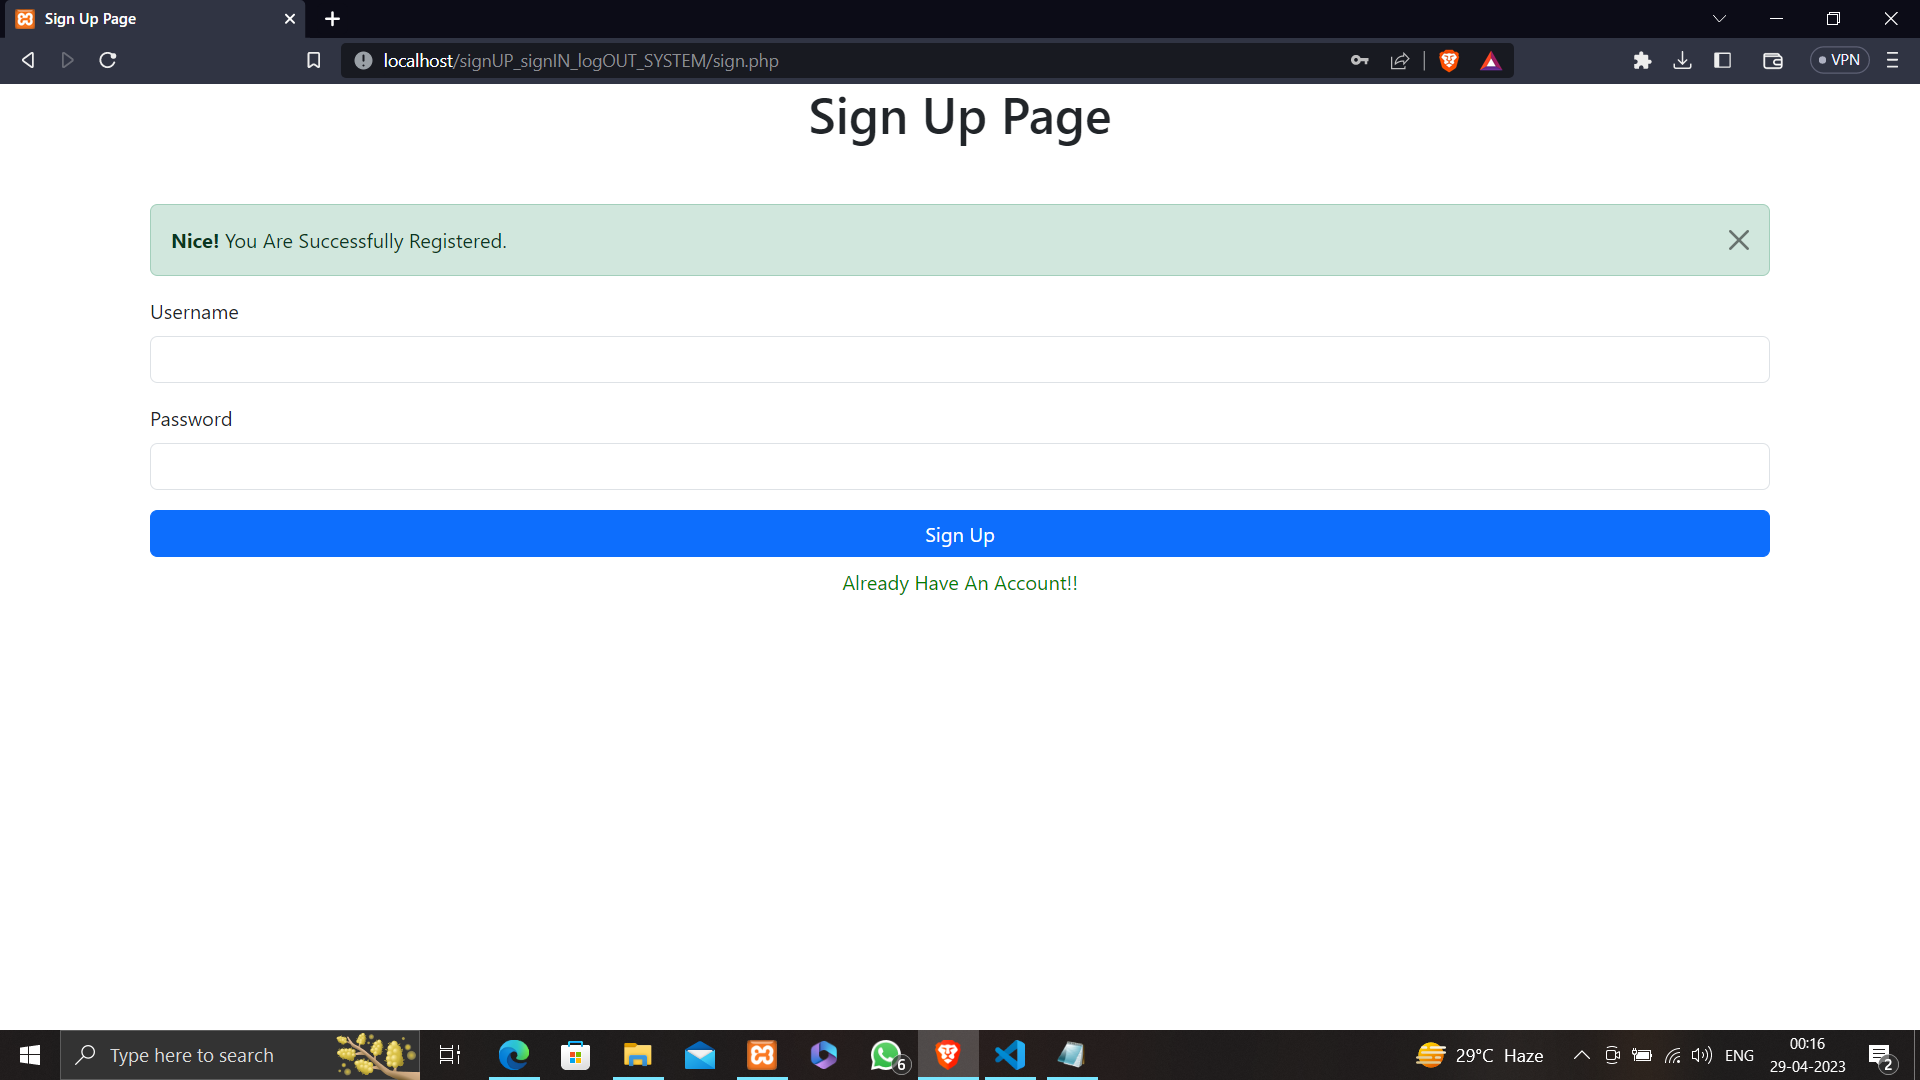 Sign Up Page
localhost/signUP_signIN_logOUT_SYSTEM/sign.php
VPN
Sign Up Page
Nice! You Are Successfully Registered.
Username
Password
Sign Up
Already Have An Account!!
Type here to search
6
29°C Haze
ENG
00:16
29-04-2023
2